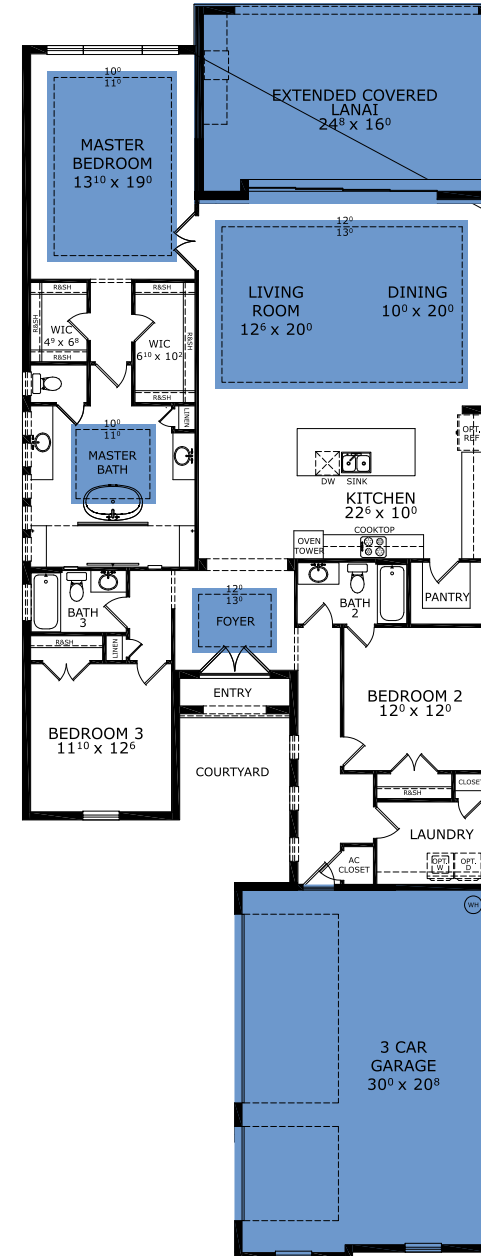 EXTENDED COVERED
LANAI
24⁸ x 16⁰
10⁰
11⁰
MASTER
BEDROOM
13¹⁰ x 19⁰
12⁰
13⁰
LIVING
ROOM
12⁶ x 20⁰
DINING
10⁰ x 20⁰
R&SH
R&SH
WIC
4⁹ x 6⁸
R&SH
R&SH
WIC
6¹⁰ x 10²
R&SH
R&SH
LINEN
10⁰
11⁰
MASTER
BATH
OPT.
REF
DW
SINK
KITCHEN
22⁶ x 10⁰
COOKTOP
OVEN
TOWER
BATH
3
12⁰
13⁰
FOYER
BATH
2
PANTRY
R&SH
LINEN
ENTRY
BEDROOM 3
11¹⁰ x 12⁶
COURTYARD
BEDROOM 2
12⁰ x 12⁰
R&SH
CLOSET
LAUNDRY
OPT.
W
OPT.
D
AC
CLOSET
WH
3 CAR
GARAGE
30⁰ x 20⁸